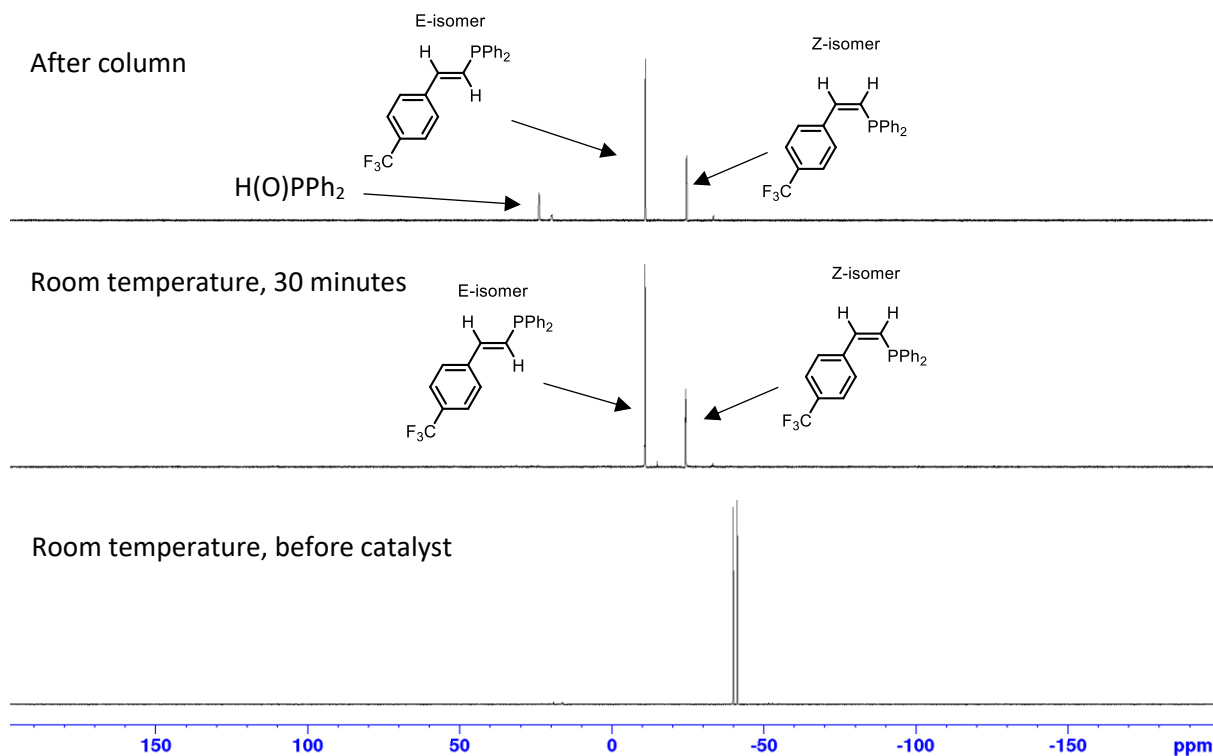 E-isomer
Z-isomer
After column
H
PPh₂
H
F₃C
H H
PPh₂
F₃C
H(O)PPh₂
Room temperature, 30 minutes
E-isomer
Z-isomer
H
PPh₂
H
F₃C
H H
PPh₂
F₃C
Room temperature, before catalyst
150 100 50 0 -50 -100 -150 ppm